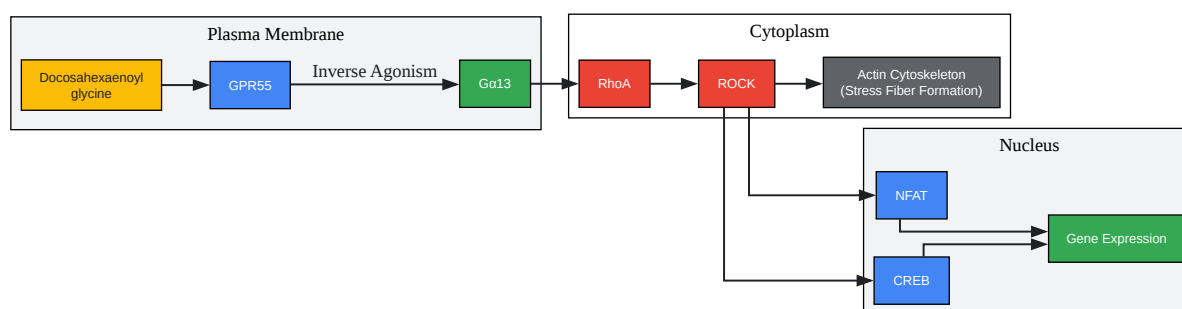 Plasma Membrane
Docosahexaenoyl
glycine
GPR55
Inverse Agonism
Gα13
Cytoplasm
RhoA
ROCK
Actin Cytoskeleton
(Stress Fiber Formation)
Nucleus
NFAT
CREB
Gene Expression